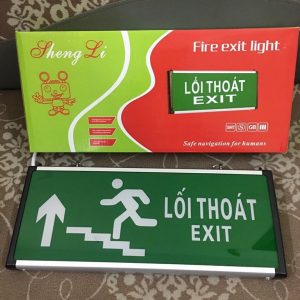 Sheng Li
Fire exit light
LỐI THOÁT
EXIT
Safe navigation for humans
LỐI THOÁT
EXIT